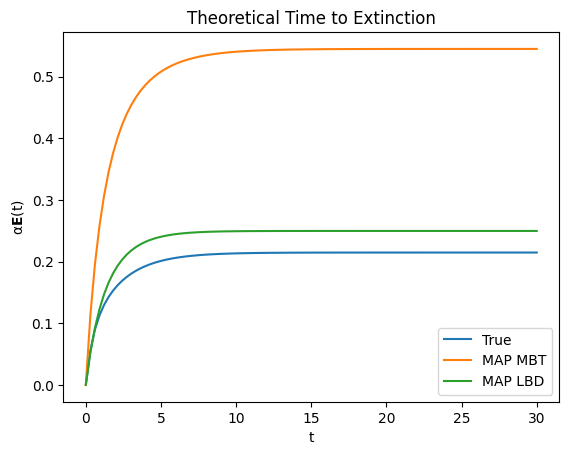 Theoretical Time to Extinction
αE(t)
0.5
0.4
0.3
0.2
0.1
0.0
0 5 10 15 20 25 30
t
True
MAP MBT
MAP LBD